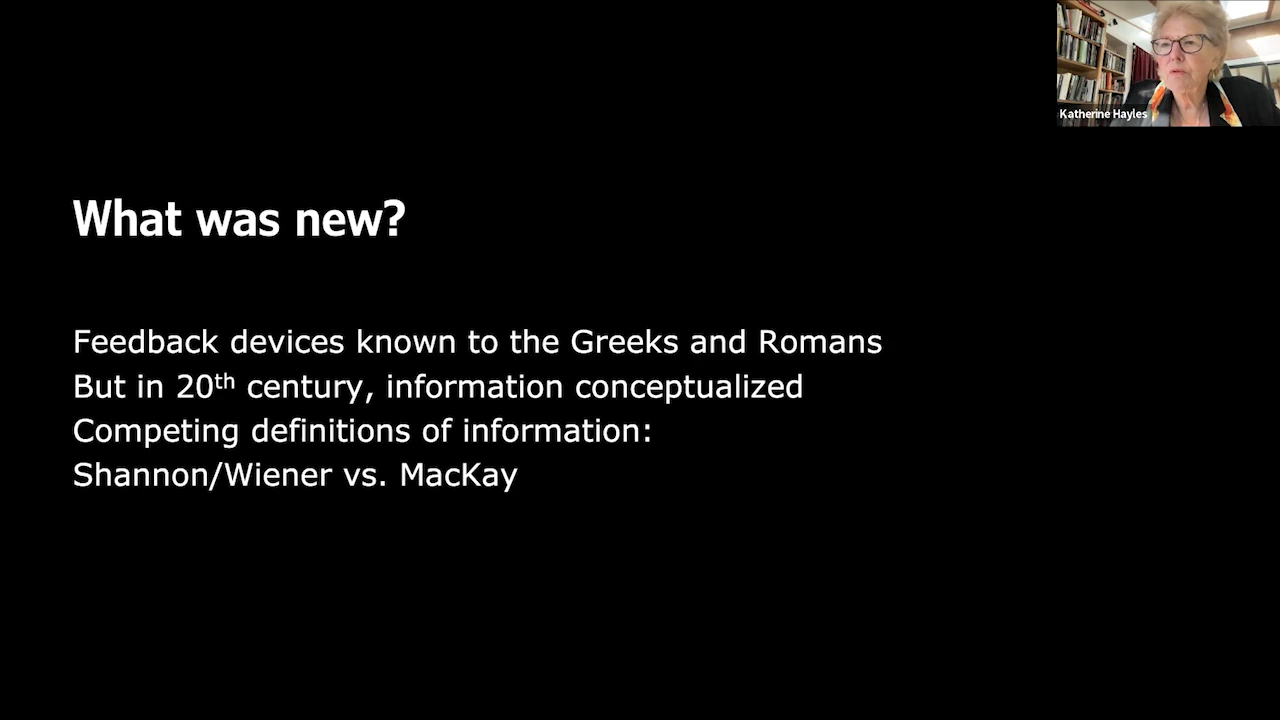 Katherine Hayles
What was new?
Feedback devices known to the Greeks and Romans
But in 20th century, information conceptualized
Competing definitions of information:
Shannon/Wiener vs. MacKay